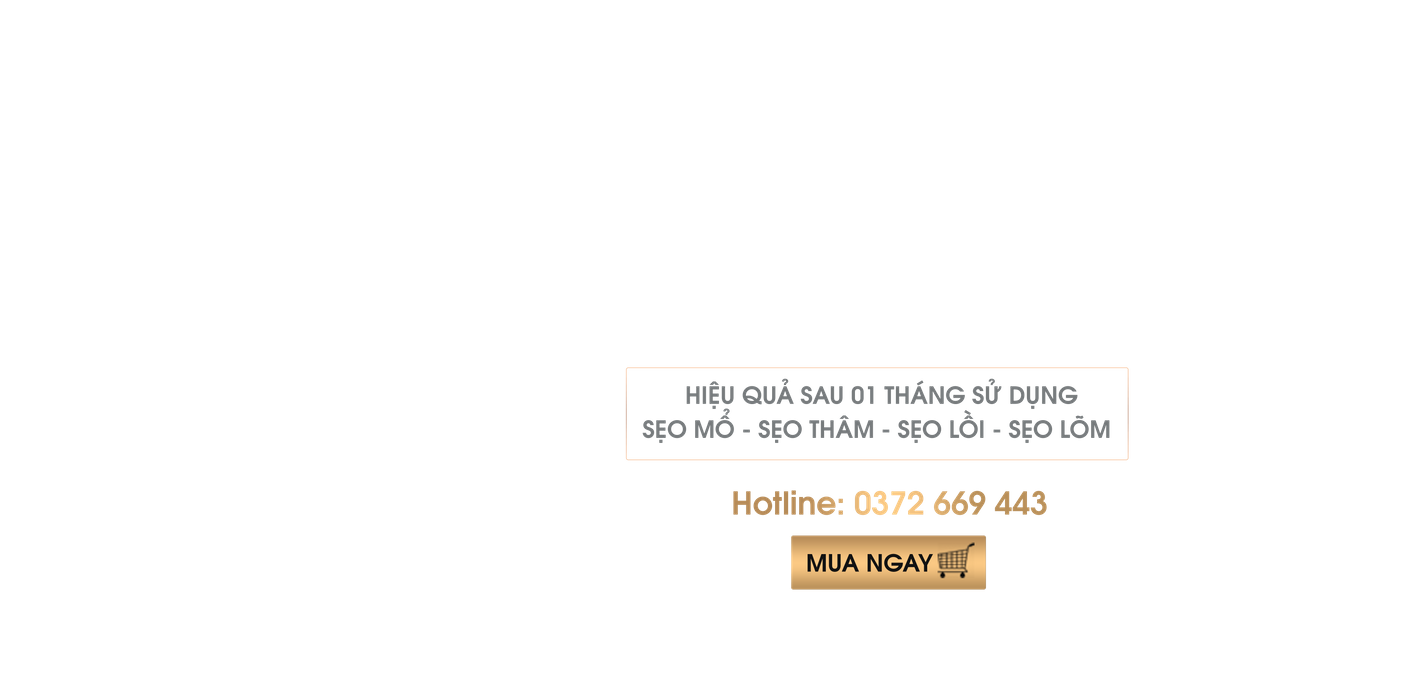 HIỆU QUẢ SAU 01 THÁNG SỬ DỤNG
SẸO MỔ - SẸO THÂM - SẸO LỒI - SẸO LÕM
Hotline: 0372 669 443
MUA NGAY